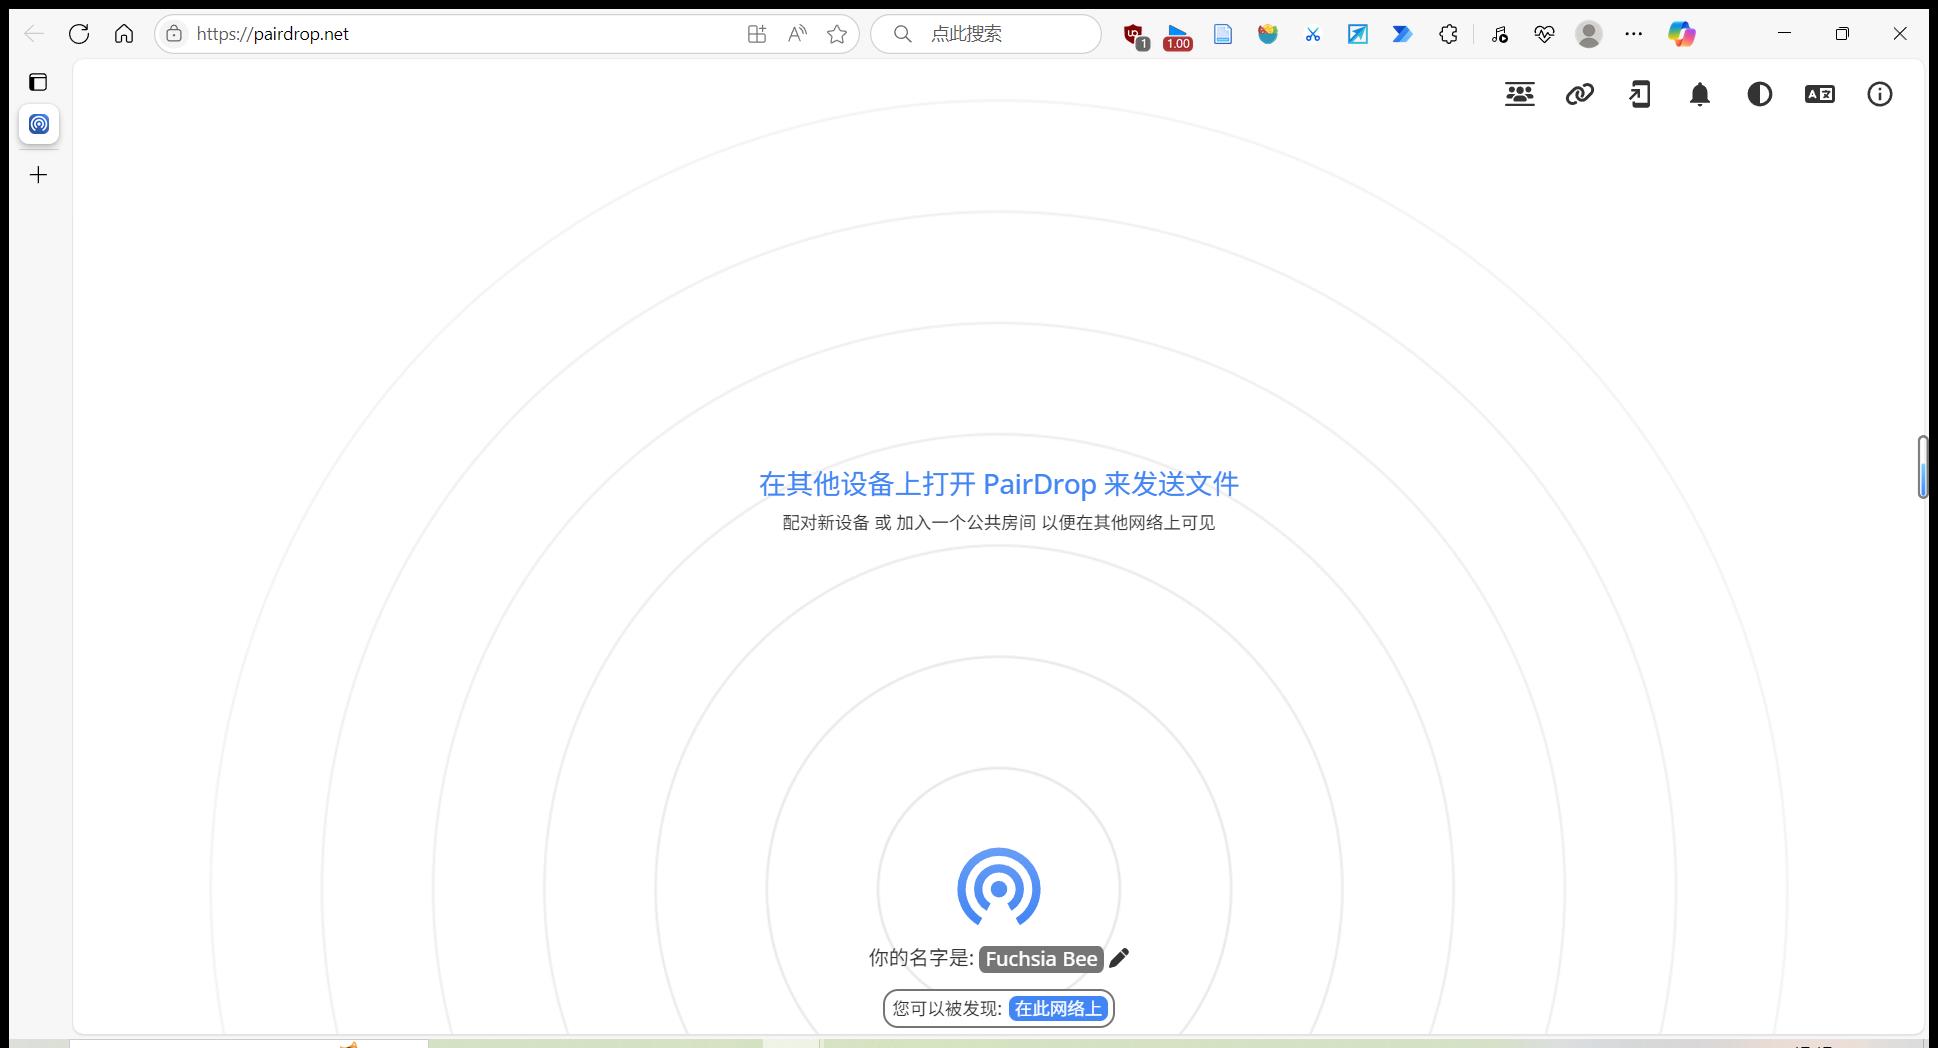 https://pairdrop.net
点此搜索
1
1.00
在其他设备上打开 PairDrop 来发送文件
配对新设备 或 加入一个公共房间 以便在其他网络上可见
你的名字是: Fuchsia Bee
您可以被发现: 在此网络上